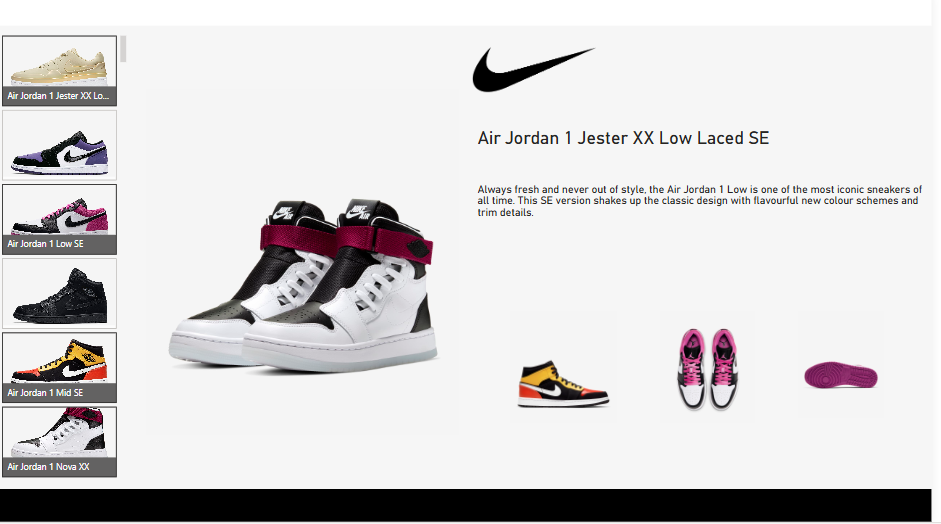 Air Jordan 1 Jester XX Lo...
Air Jordan 1 Low SE
Air Jordan 1 Mid SE
Air Jordan 1 Nova XX
NIKE
AIR
NIKE
AIR
Air Jordan 1 Jester XX Low Laced SE
Always fresh and never out of style, the Air Jordan 1 Low is one of the most iconic sneakers of
all time. This SE version shakes up the classic design with flavourful new colour schemes and
trim details.